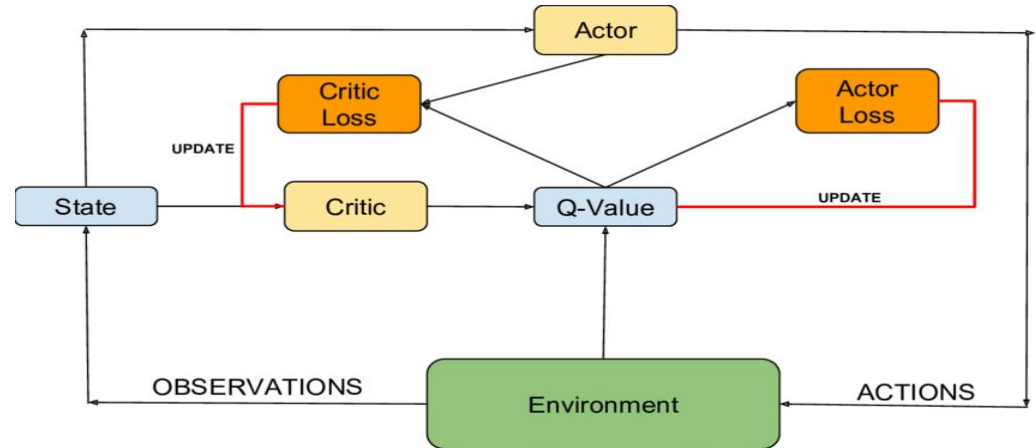 Actor
Critic
Loss
Actor
Loss
UPDATE
State
Critic
Q-Value
UPDATE
OBSERVATIONS
ACTIONS
Environment